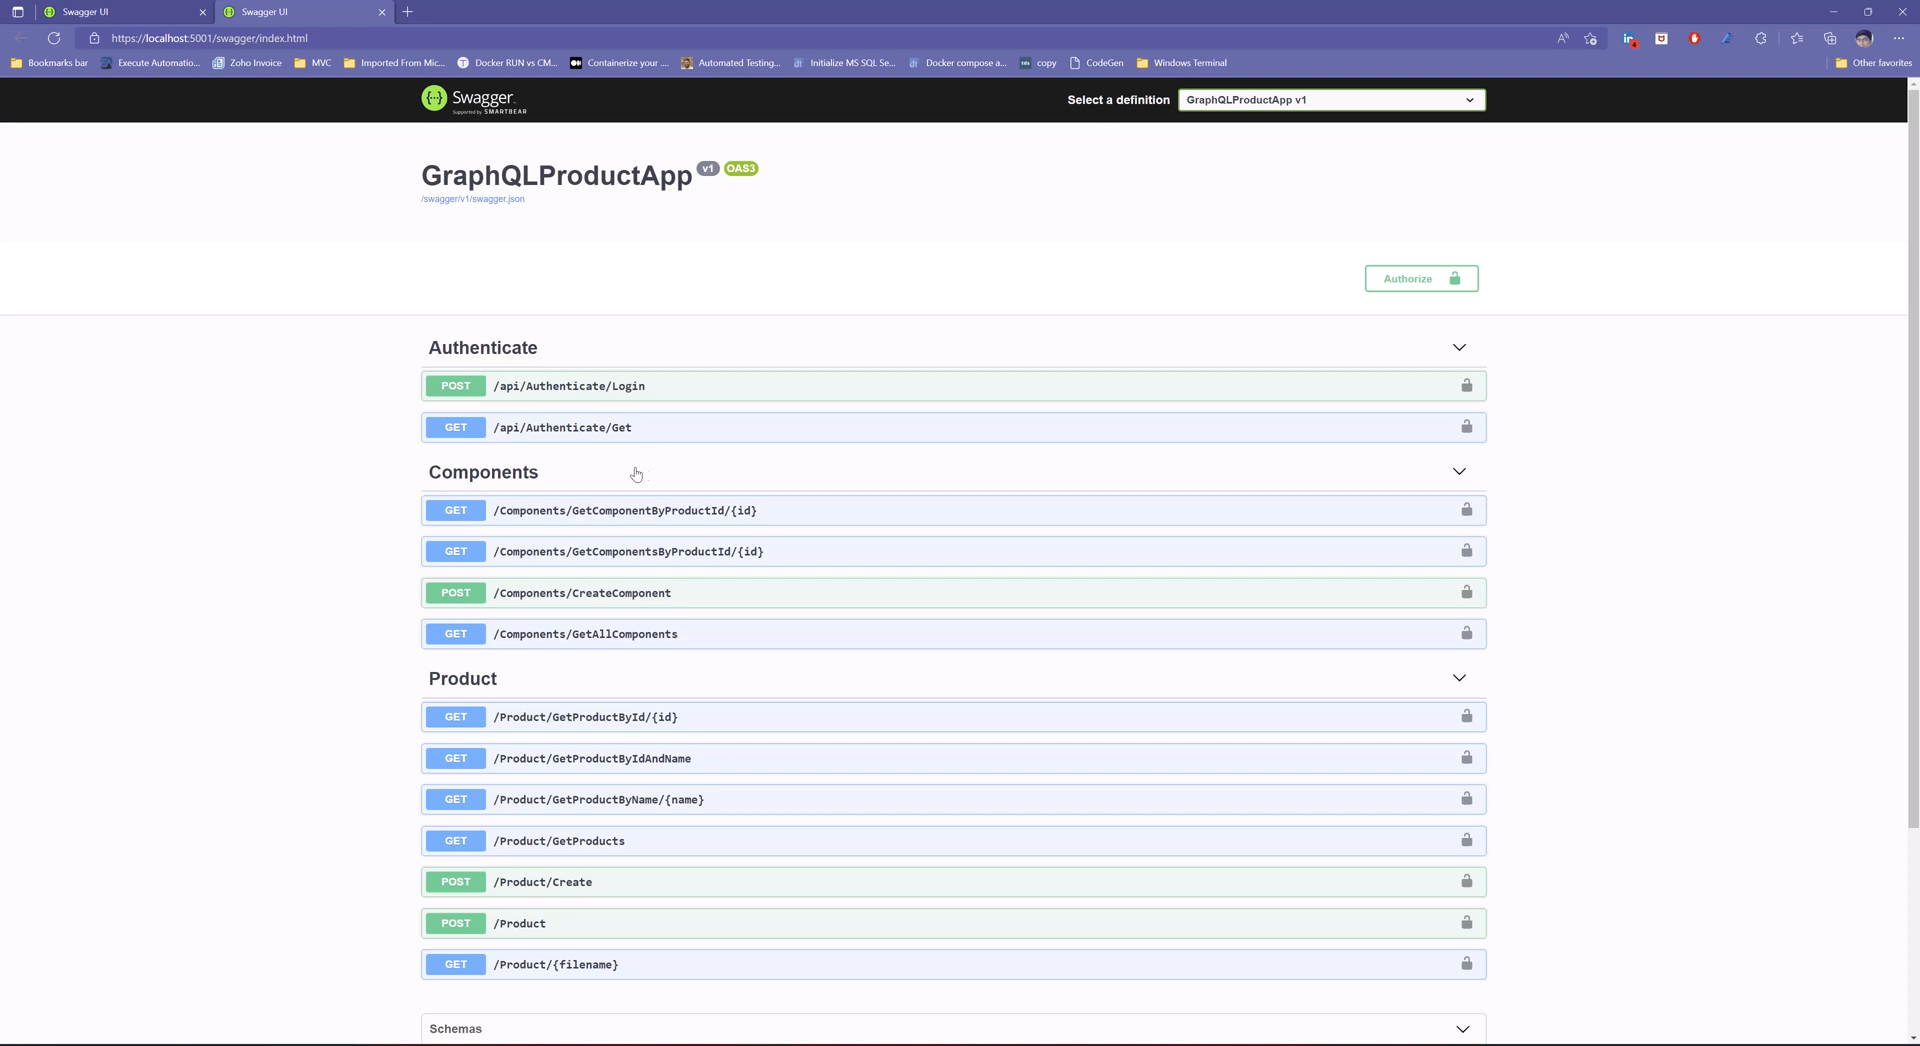 Swagger UI
Swagger UI
https://localhost:5001/swagger/index.html
Bookmarks bar
Execute Automatio...
Zoho Invoice
MVC
Imported From Mic...
Docker RUN vs CM...
Containerize your ....
Automated Testing...
Initialize MS SQL Se...
Docker compose a...
copy
CodeGen
Windows Terminal
Other favorites
Swagger.
Supported by SMARTBEAR
Select a definition
GraphQLProductApp v1
GraphQLProductApp v1 OAS3
/swagger/v1/swagger.json
Authorize
Authenticate
POST /api/Authenticate/Login
GET /api/Authenticate/Get
Components
GET /Components/GetComponentByProductId/{id}
GET /Components/GetComponentsByProductId/{id}
POST /Components/CreateComponent
GET /Components/GetAllComponents
Product
GET /Product/GetProductById/{id}
GET /Product/GetProductByIdAndName
GET /Product/GetProductByName/{name}
GET /Product/GetProducts
POST /Product/Create
POST /Product
GET /Product/{filename}
Schemas